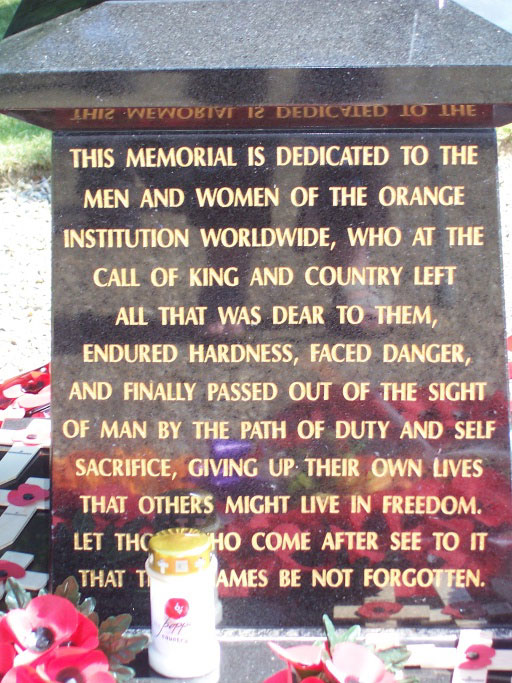 THIS MEMORIAL IS DEDICATED TO THE
MEN AND WOMEN OF THE ORANGE
INSTITUTION WORLDWIDE, WHO AT THE
CALL OF KING AND COUNTRY LEFT
ALL THAT WAS DEAR TO THEM,
ENDURED HARDNESS, FACED DANGER,
AND FINALLY PASSED OUT OF THE SIGHT
OF MAN BY THE PATH OF DUTY AND SELF
SACRIFICE, GIVING UP THEIR OWN LIVES
THAT OTHERS MIGHT LIVE IN FREEDOM.
LET THO HO COME AFTER SEE TO IT
THAT T AMES BE NOT FORGOTTEN.